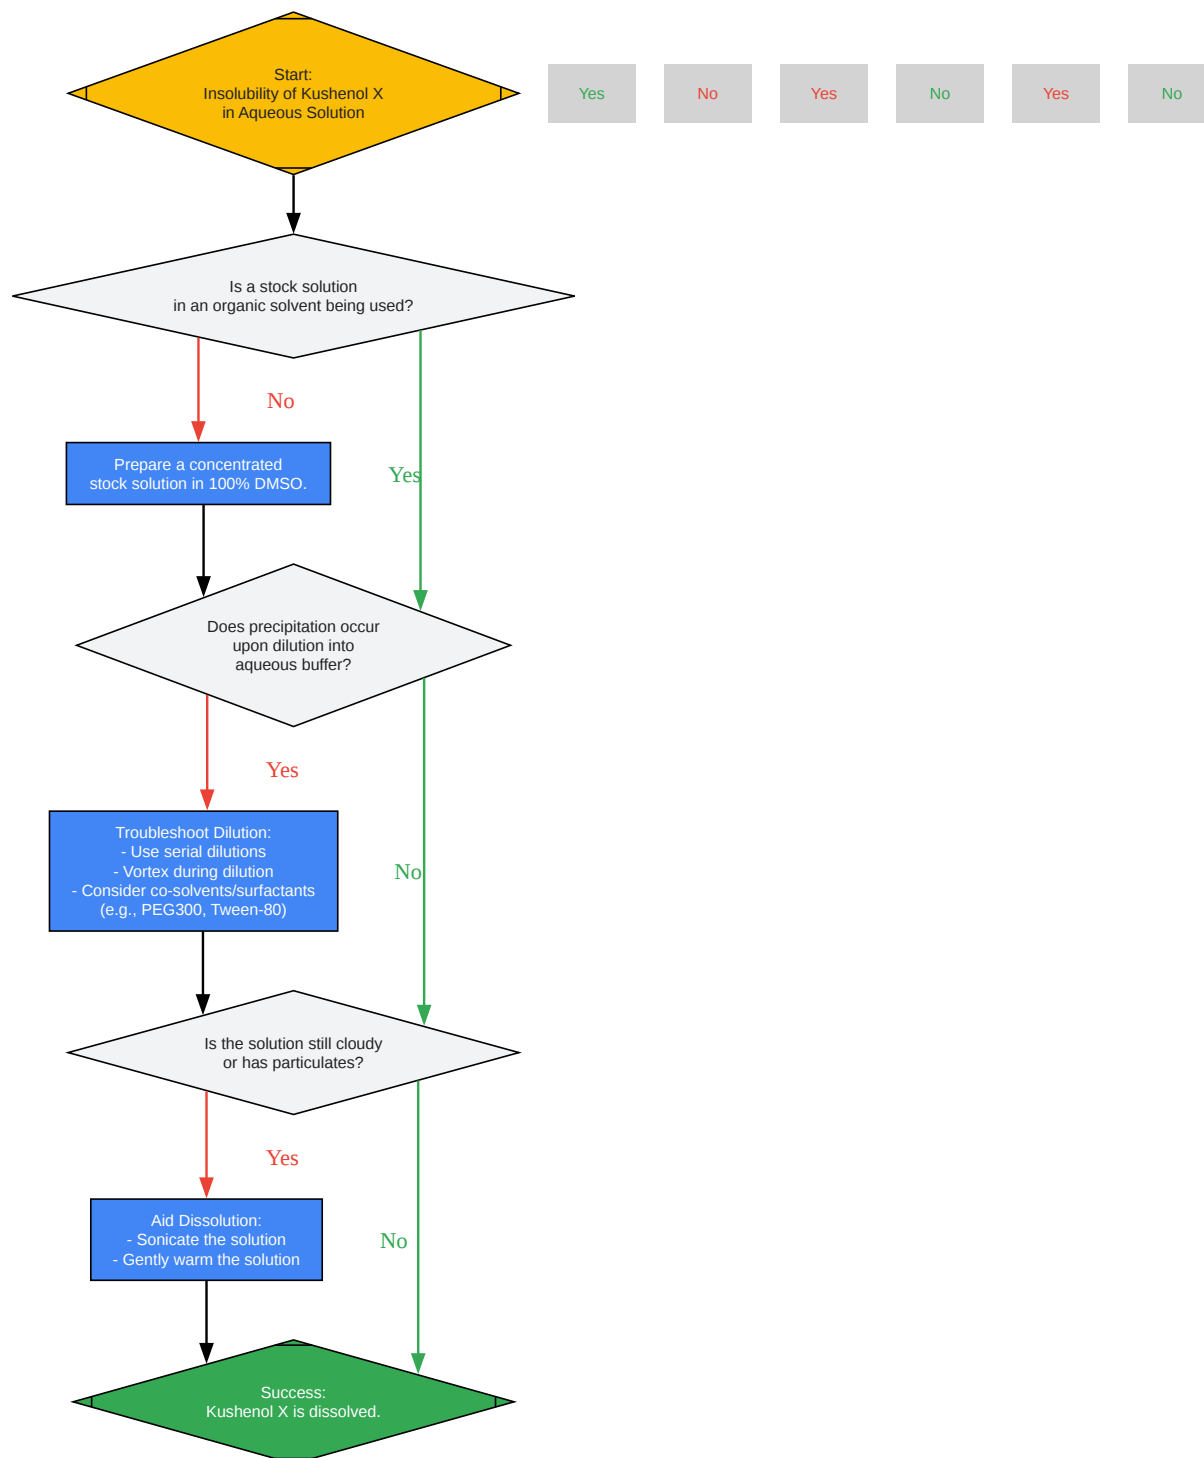 Start:
Insolubility of Kushenol X
in Aqueous Solution
Yes
No
Yes
No
Yes
No
Is a stock solution
in an organic solvent being used?
No
Prepare a concentrated
stock solution in 100% DMSO.
Yes
Does precipitation occur
upon dilution into
aqueous buffer?
Yes
Troubleshoot Dilution:
- Use serial dilutions
- Vortex during dilution
- Consider co-solvents/surfactants
(e.g., PEG300, Tween-80)
No
Is the solution still cloudy
or has particulates?
Yes
Aid Dissolution:
- Sonicate the solution
- Gently warm the solution
No
Success:
Kushenol X is dissolved.